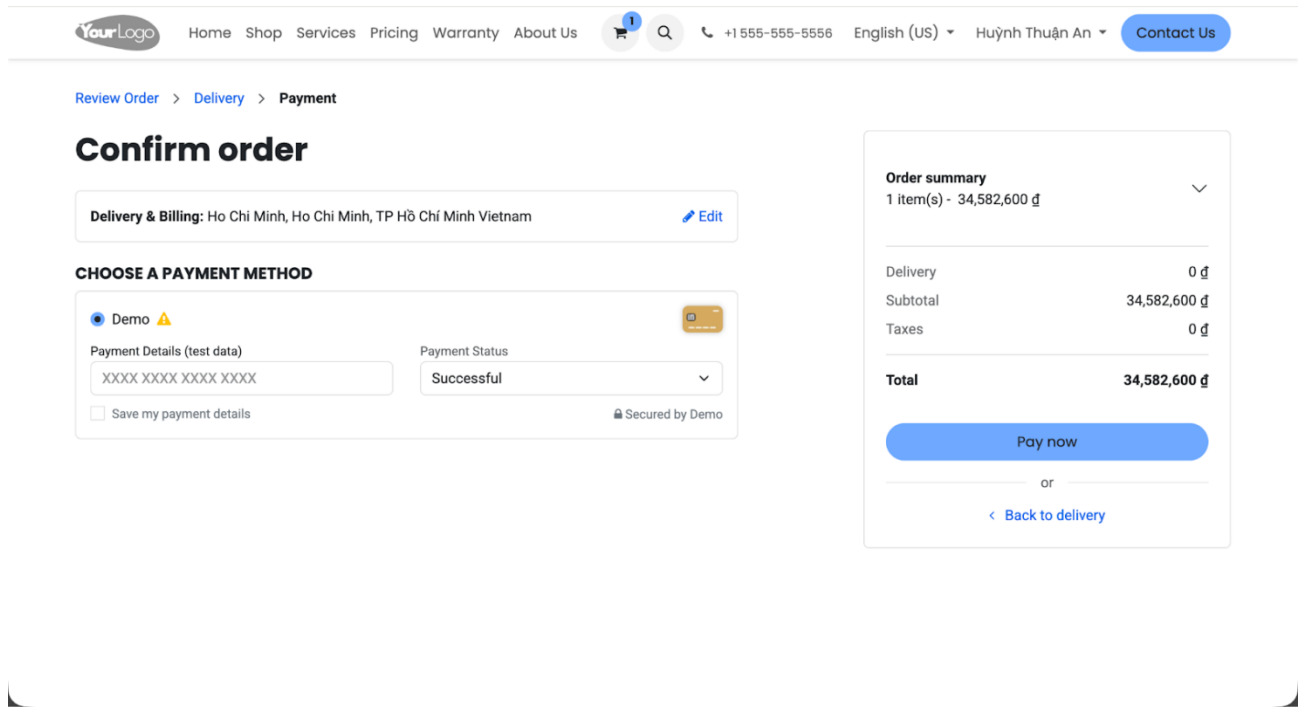 YourLogo Home Shop Services Pricing Warranty About Us 1 +1 555-555-5556 English (US) Huỳnh Thuận An Contact Us
Review Order > Delivery > Payment
Confirm order
Delivery & Billing: Ho Chi Minh, Ho Chi Minh, TP Hồ Chí Minh Vietnam Edit
CHOOSE A PAYMENT METHOD
Demo
Payment Details (test data) Payment Status
XXXX XXXX XXXX XXXX Successful
Save my payment details Secured by Demo
Order summary
1 item(s) - 34,582,600 ₫
Delivery 0 ₫
Subtotal 34,582,600 ₫
Taxes 0 ₫
Total 34,582,600 ₫
Pay now
or
< Back to delivery